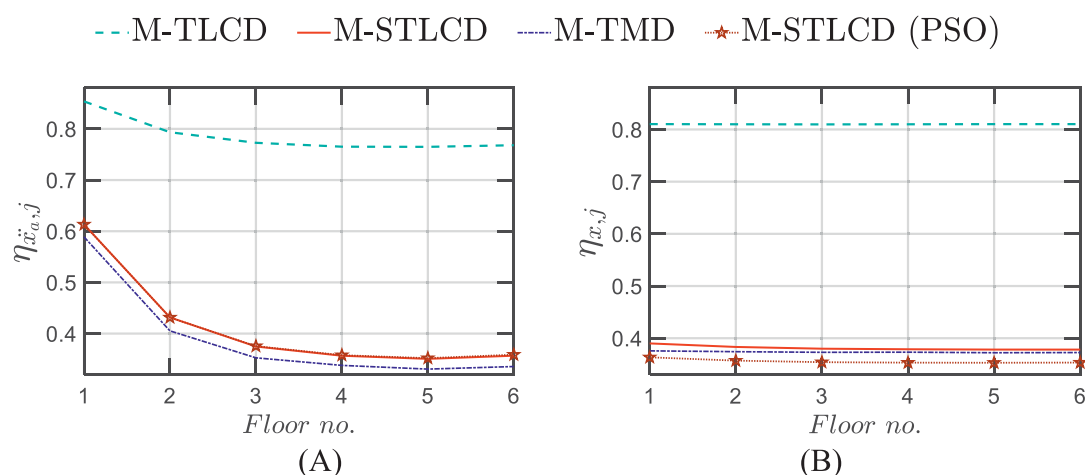 M-TLCD M-STLCD M-TMD M-STLCD (PSO)
0.8
0.7
0.6
0.5
0.4
1 2 3 4 5 6
η_{ẍ_a,j}
Floor no.
(A)
0.8
0.7
0.6
0.5
0.4
1 2 3 4 5 6
η_{x,j}
Floor no.
(B)